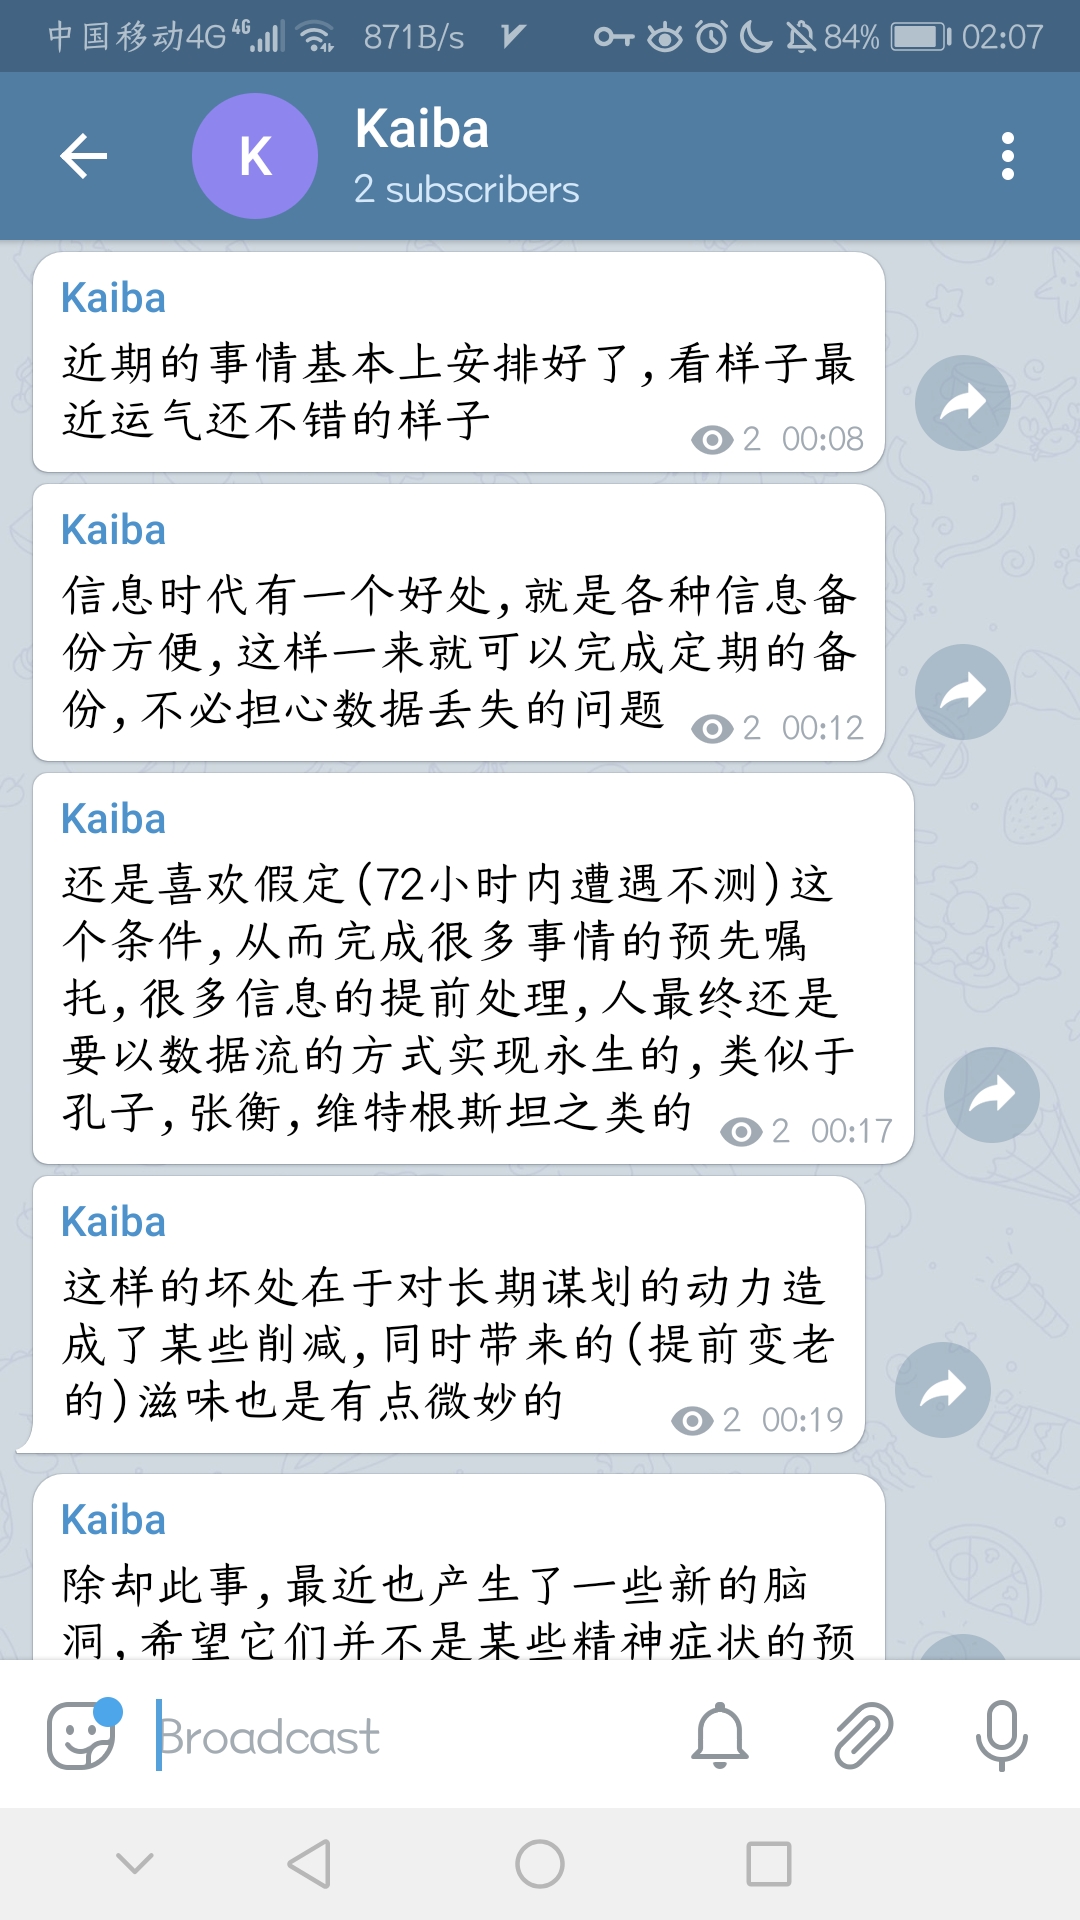 中国移动4G 4G 871B/s 84% 02:07
K
Kaiba
2 subscribers
Kaiba
近期的事情基本上安排好了,看样子最
近运气还不错的样子
2 00:08
Kaiba
信息时代有一个好处,就是各种信息备
份方便,这样一来就可以完成定期的备
份,不必担心数据丢失的问题
2 00:12
Kaiba
还是喜欢假定(72小时内遭遇不测)这
个条件,从而完成很多事情的预先嘱
托,很多信息的提前处理,人最终还是
要以数据流的方式实现永生的,类似于
孔子,张衡,维特根斯坦之类的
2 00:17
Kaiba
这样的坏处在于对长期谋划的动力造
成了某些削减,同时带来的(提前变老
的)滋味也是有点微妙的
2 00:19
Kaiba
除却此事,最近也产生了一些新的脑
洞,希望它们并不是某些精神症状的预
Broadcast